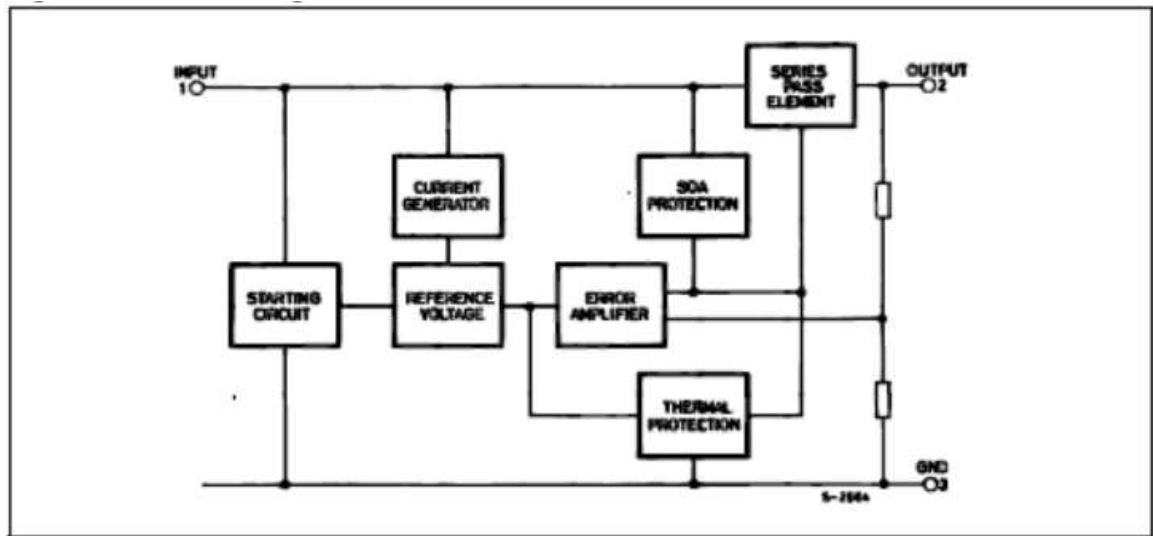 INPUT
1
SERIES
PASS
ELEMENT
OUTPUT
2
CURRENT
GENERATOR
SOA
PROTECTION
STARTING
CIRCUIT
REFERENCE
VOLTAGE
ERROR
AMPLIFIER
THERMAL
PROTECTION
GND
3
S-2564